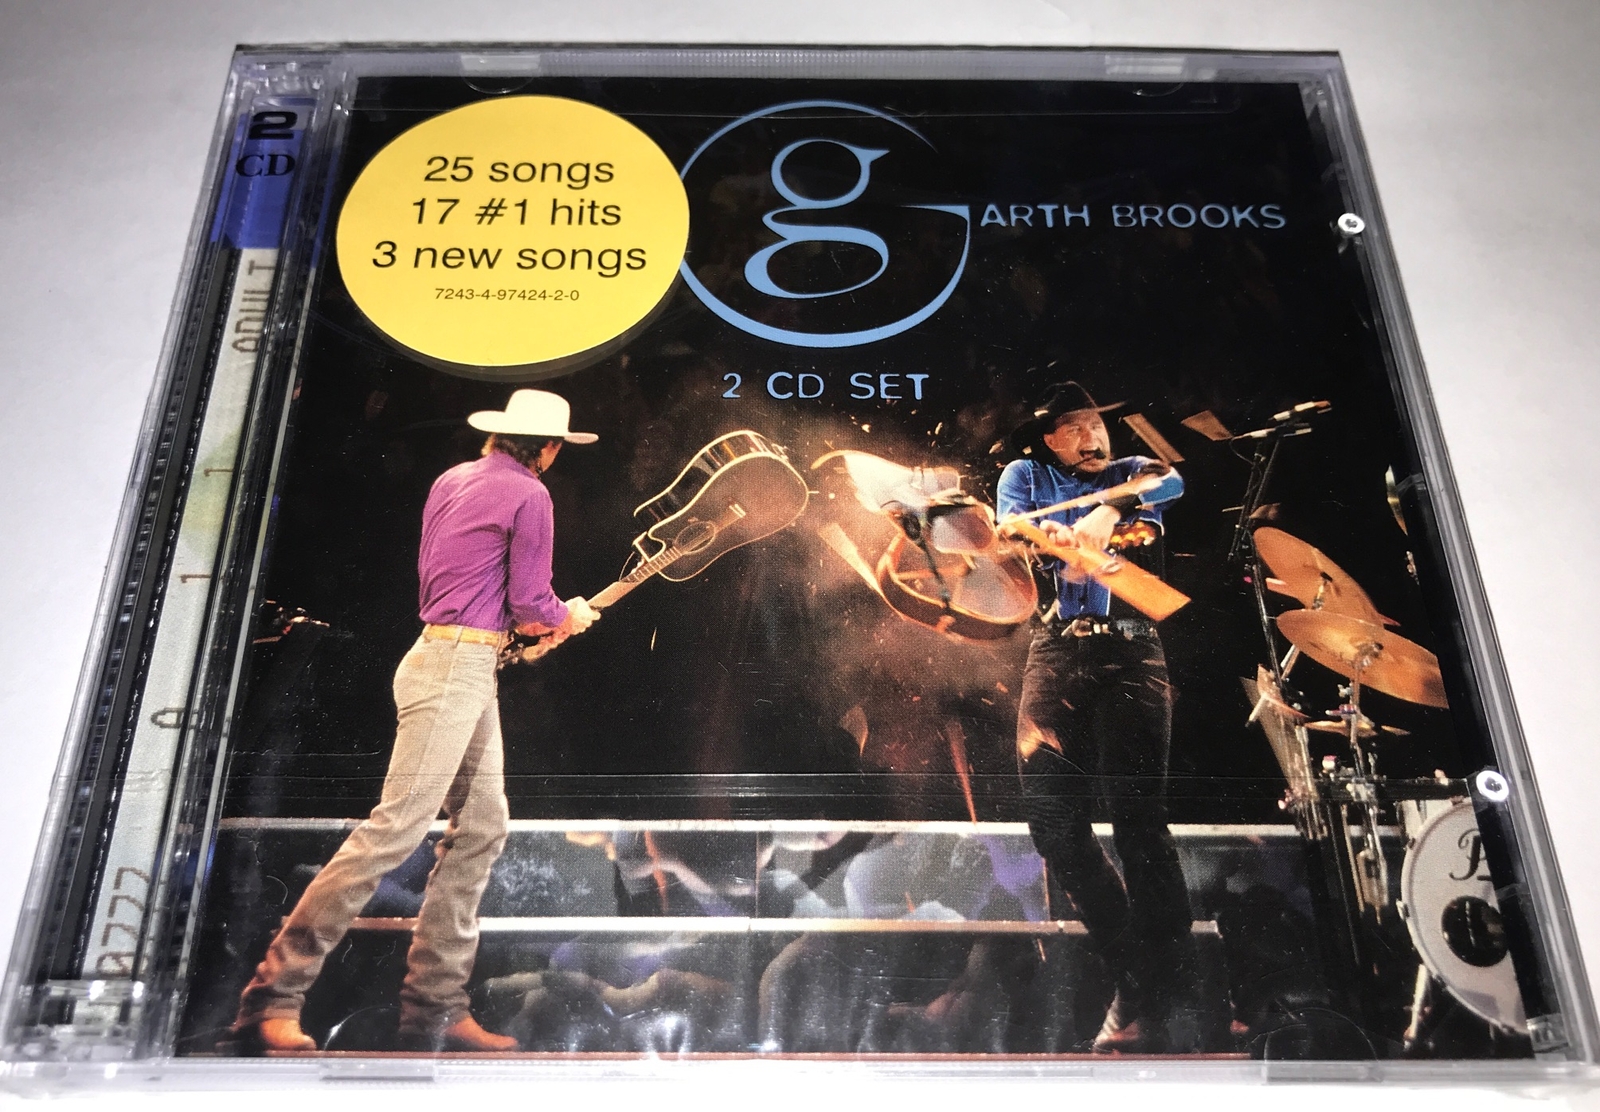 2
CD
25 songs
17 #1 hits
3 new songs
7243-4-97424-2-0
g ARTH BROOKS
2 CD SET
ADULT